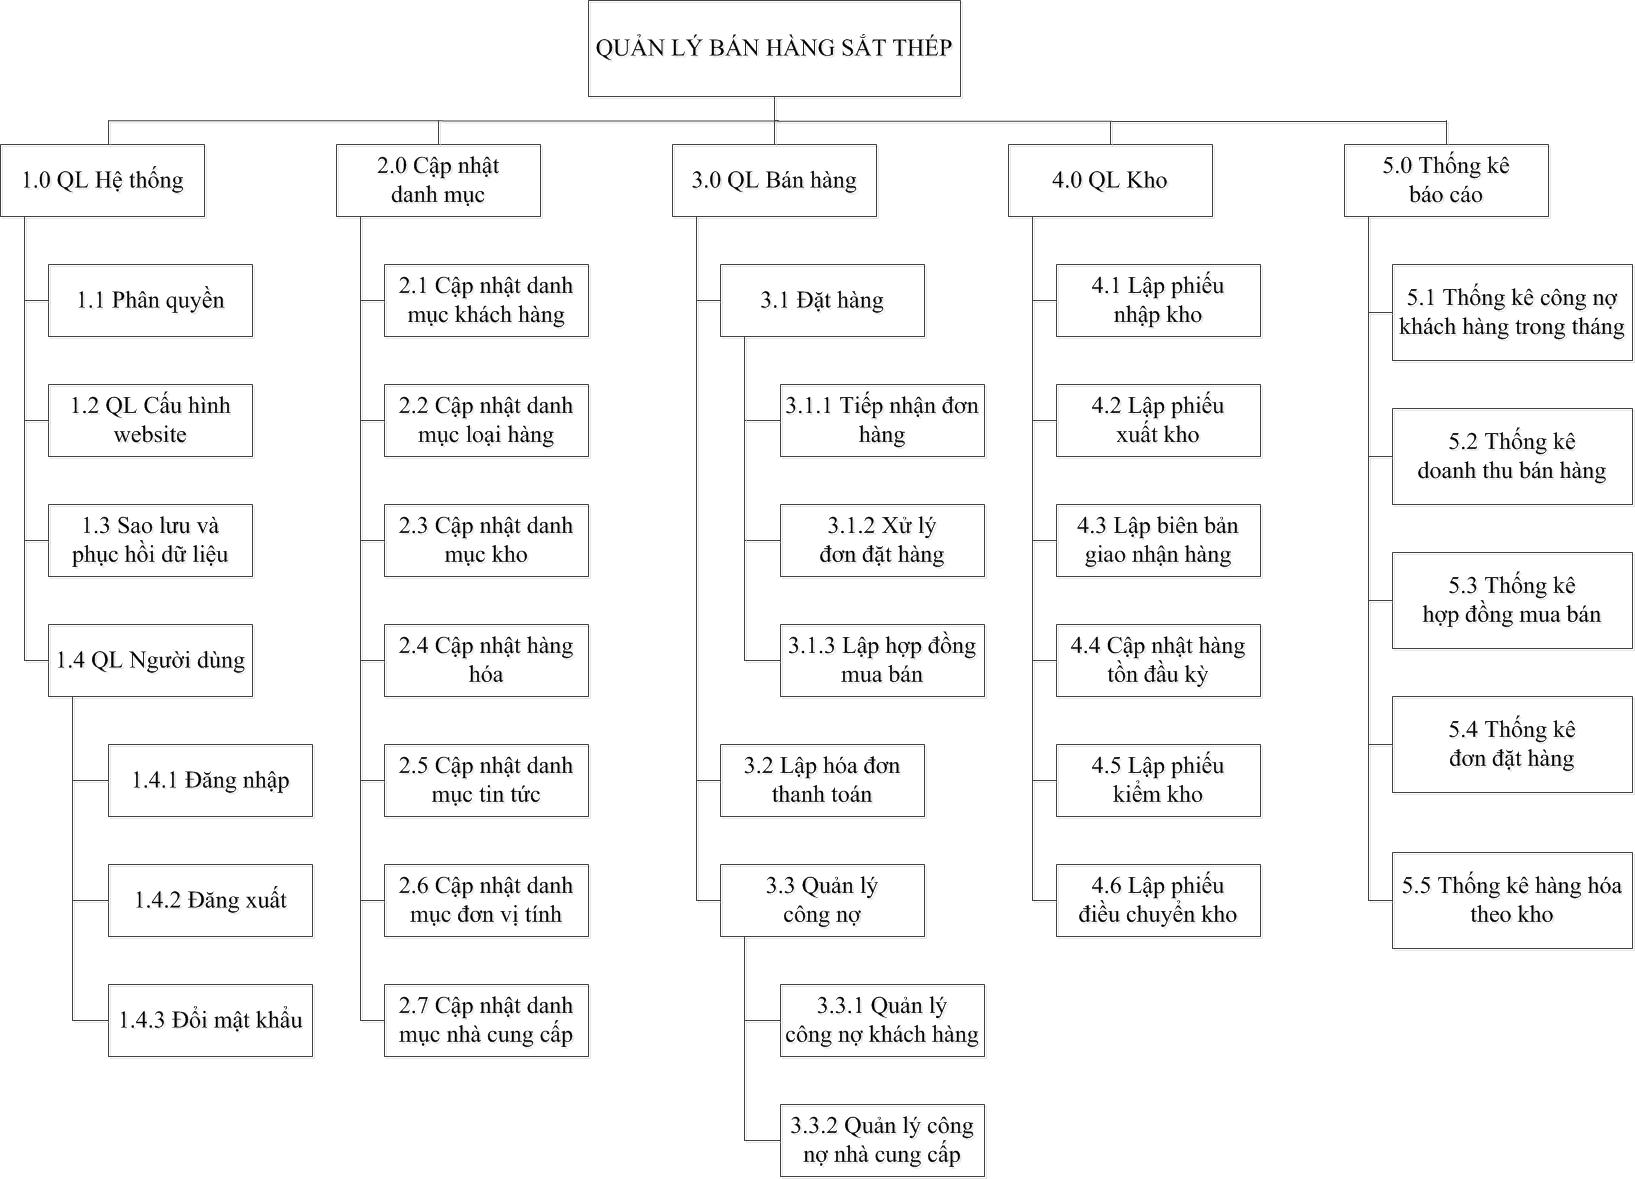 QUẢN LÝ BÁN HÀNG SẮT THÉP
1.0 QL Hệ thống
1.1 Phân quyền
1.2 QL Cấu hình
website
1.3 Sao lưu và
phục hồi dữ liệu
1.4 QL Người dùng
1.4.1 Đăng nhập
1.4.2 Đăng xuất
1.4.3 Đổi mật khẩu
2.0 Cập nhật
danh mục
2.1 Cập nhật danh
mục khách hàng
2.2 Cập nhật danh
mục loại hàng
2.3 Cập nhật danh
mục kho
2.4 Cập nhật hàng
hóa
2.5 Cập nhật danh
mục tin tức
2.6 Cập nhật danh
mục đơn vị tính
2.7 Cập nhật danh
mục nhà cung cấp
3.0 QL Bán hàng
3.1 Đặt hàng
3.1.1 Tiếp nhận đơn
hàng
3.1.2 Xử lý
đơn đặt hàng
3.1.3 Lập hợp đồng
mua bán
3.2 Lập hóa đơn
thanh toán
3.3 Quản lý
công nợ
3.3.1 Quản lý
công nợ khách hàng
3.3.2 Quản lý công
nợ nhà cung cấp
4.0 QL Kho
4.1 Lập phiếu
nhập kho
4.2 Lập phiếu
xuất kho
4.3 Lập biên bản
giao nhận hàng
4.4 Cập nhật hàng
tồn đầu kỳ
4.5 Lập phiếu
kiểm kho
4.6 Lập phiếu
điều chuyển kho
5.0 Thống kê
báo cáo
5.1 Thống kê công nợ
khách hàng trong tháng
5.2 Thống kê
doanh thu bán hàng
5.3 Thống kê
hợp đồng mua bán
5.4 Thống kê
đơn đặt hàng
5.5 Thống kê hàng hóa
theo kho